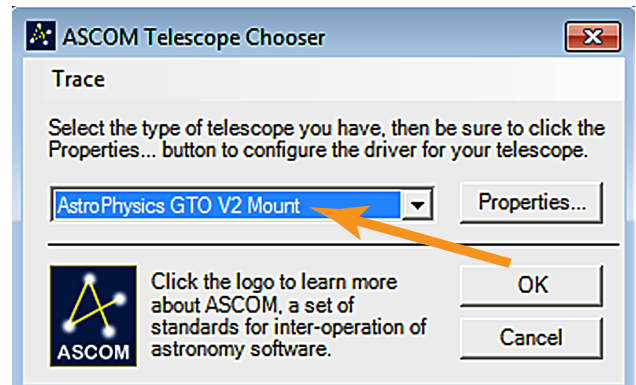 ASCOM Telescope Chooser
Trace
Select the type of telescope you have, then be sure to click the
Properties... button to configure the driver for your telescope.
AstroPhysics GTO V2 Mount
Properties...
Click the logo to learn more
about ASCOM, a set of
standards for inter-operation of
astronomy software.
ASCOM
OK
Cancel